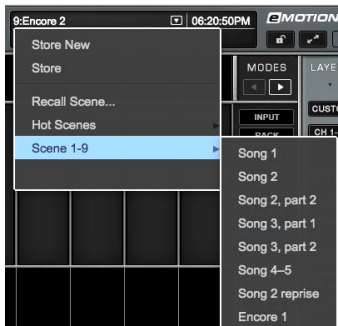 9:Encore 2
06:20:50PM
EMOTION
Store New
Store
MODES
LAYE
Recall Scene...
Hot Scenes
INPUT
CUSTO
Scene 1-9
CH 1-
Song 1
Song 2
Song 2, part 2
Song 3, part 1
Song 3, part 2
Song 4–5
Song 2 reprise
Encore 1